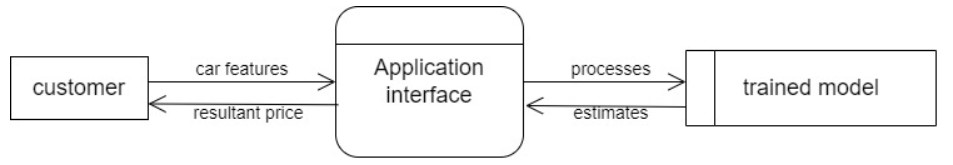 customer
car features
resultant price
Application
interface
processes
estimates
trained model